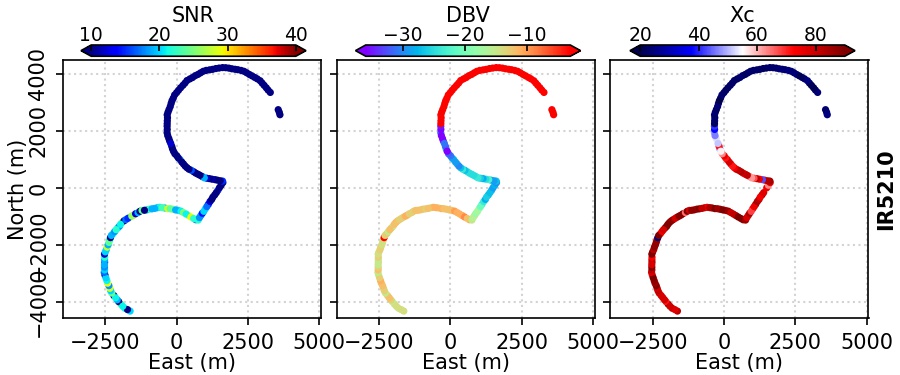 SNR DBV Xc
10 20 30 40 −30 −20 −10 20 40 60 80
4000
2000
0
−2000
−4000
North (m)
IR5210
−2500 0 2500 5000 −2500 0 2500 5000 −2500 0 2500 5000
East (m) East (m) East (m)